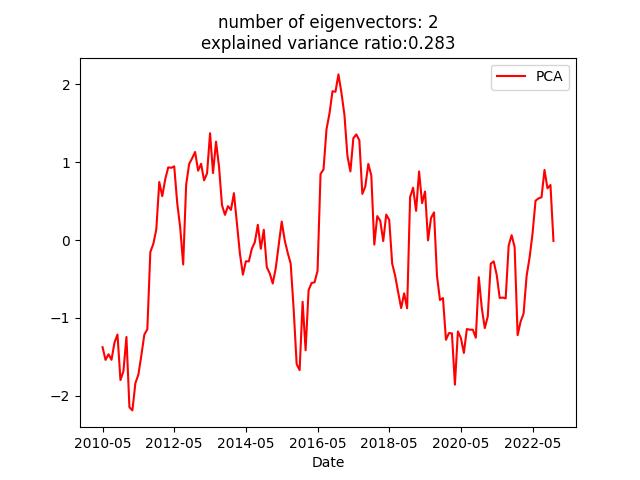 number of eigenvectors: 2
explained variance ratio:0.283
PCA
2
1
0
−1
−2
2010-05 2012-05 2014-05 2016-05 2018-05 2020-05 2022-05
Date